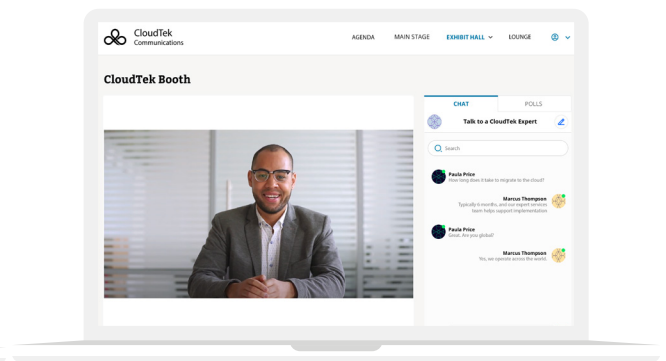 CloudTek
Communications
AGENDA MAIN STAGE EXHIBIT HALL LOUNGE
CloudTek Booth
CHAT POLLS
Talk to a CloudTek Expert
Search
Paula Price
How long does it take to migrate to the cloud?
Marcus Thompson
Typically 6 months, and our expert services
team helps support implementation
Paula Price
Great. Are you global?
Marcus Thompson
Yes, we operate across the world.